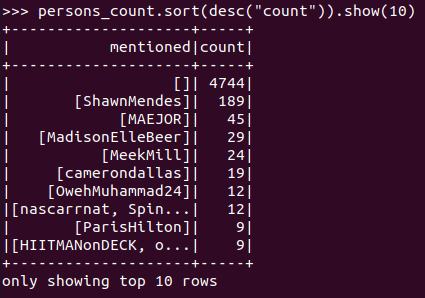 >>> persons_count.sort(desc("count")).show(10)
+--------------------+-----+
|           mentioned|count|
+--------------------+-----+
|                  []| 4744|
|       [ShawnMendes]|  189|
|            [MAEJOR]|   45|
|   [MadisonElleBeer]|   29|
|          [MeekMill]|   24|
|     [camerondallas]|   19|
|    [OwehMuhammad24]|   12|
|[nascarrnat, Spin...|   12|
|       [ParisHilton]|    9|
|[HIITMANonDECK, o...|    9|
+--------------------+-----+
only showing top 10 rows